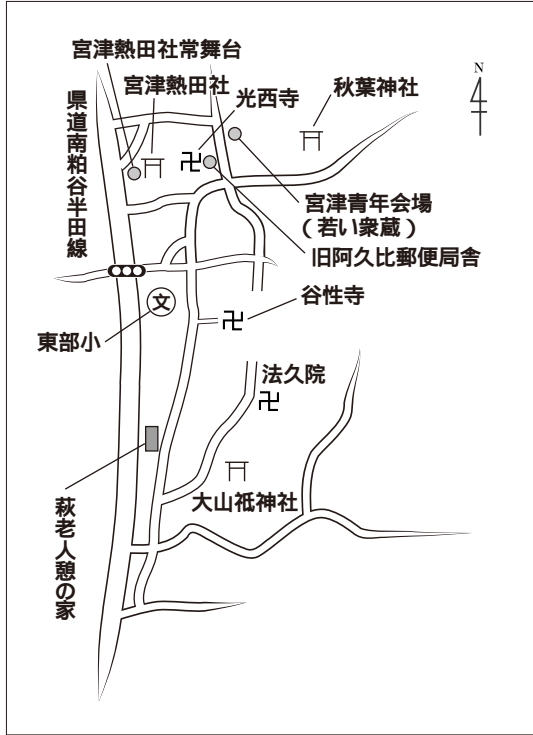 宮津熱田社常舞台
宮津熱田社
光西寺
秋葉神社
N
県道南粕谷半田線
宮津青年会場
（若い衆蔵）
旧阿久比郵便局舎
谷性寺
文
東部小
法久院
大山祇神社
萩老人憩の家